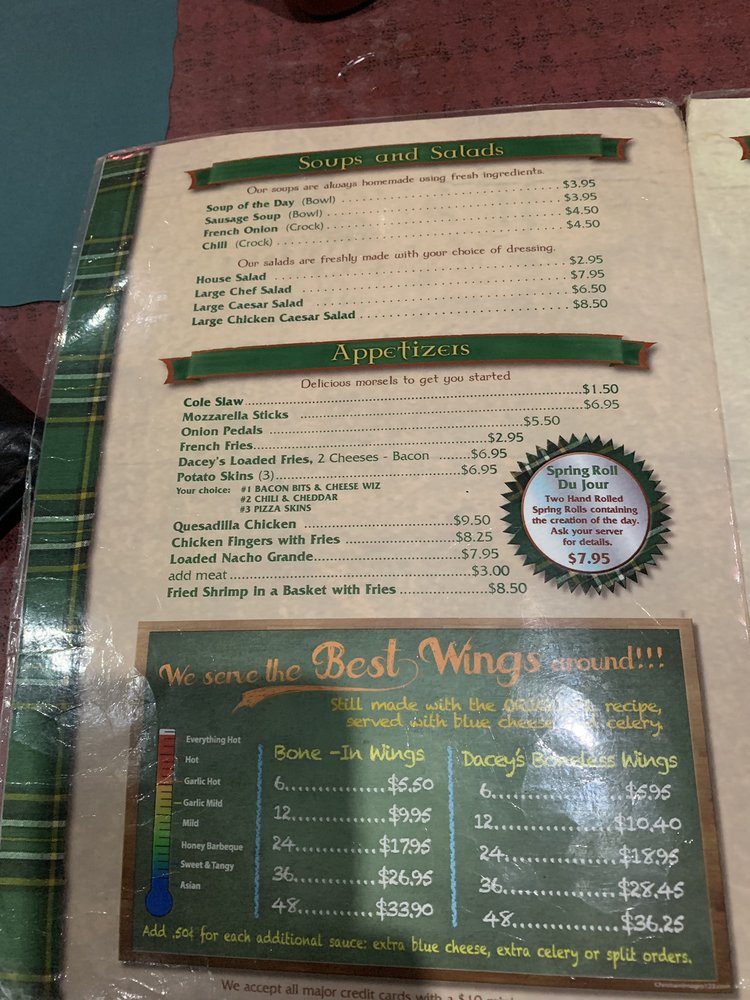 Soups and Salads
Our soups are always homemade using fresh ingredients.
Soup of the Day (Bowl) $3.95
Sausage Soup (Bowl) $3.95
French Onion (Crock) $4.50
Chili (Crock) $4.50
Our salads are freshly made with your choice of dressing.
House Salad $2.95
Large Chef Salad $7.95
Large Caesar Salad $6.50
Large Chicken Caesar Salad $8.50
Appetizers
Delicious morsels to get you started
Cole Slaw $1.50
Mozzarella Sticks $6.95
Onion Pedals $5.50
French Fries $2.95
Dacey's Loaded Fries, 2 Cheeses - Bacon $6.95
Potato Skins (3) $6.95
Your choice: #1 BACON BITS & CHEESE WIZ
#2 CHILI & CHEDDAR
#3 PIZZA SKINS
Quesadilla Chicken $9.50
Chicken Fingers with Fries $8.25
Loaded Nacho Grande $7.95
add meat $3.00
Fried Shrimp in a Basket with Fries $8.50
Spring Roll
Du Jour
Two Hand Rolled
Spring Rolls containing
the creation of the day.
Ask your server
for details.
$7.95
We serve the Best Wings around!!!
Still made with the recipe,
served with blue cheese celery
Everything Hot
Hot
Garlic Hot
Garlic Mild
Mild
Honey Barbeque
Sweet & Tangy
Asian
Bone -In Wings
6 $5.50
12 $9.95
24 $17.95
36 $26.95
48 $33.90
Dacey's Boneless Wings
6 $5.95
12 $10.40
24 $18.95
36 $28.45
48 $36.25
Add .50¢ for each additional sauce: extra blue cheese, extra celery or split orders.
We accept all major credit cards with a $10